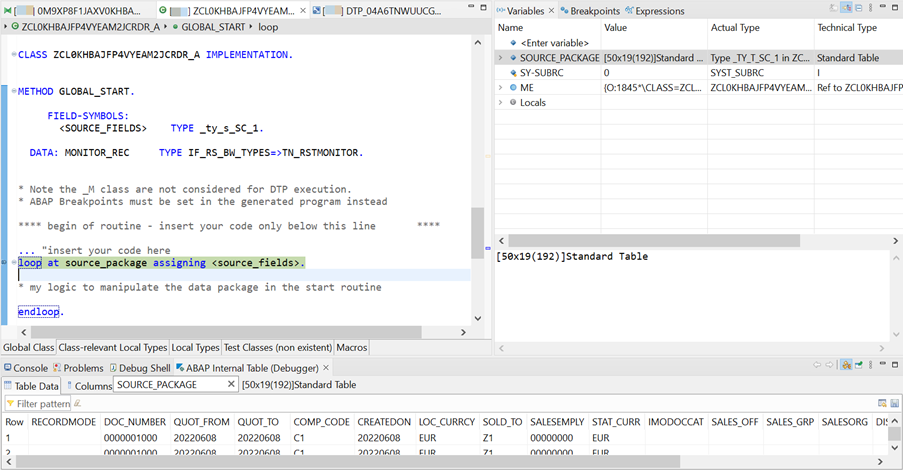 0M9XP8F1JAXV0KHBA...
ZCL0KHBAJFP4VYEAM...
DTP_04A6TNWUUCG...
ZCL0KHBAJFP4VYEAM2JCRDR_A GLOBAL_START loop
CLASS ZCL0KHBAJFP4VYEAM2JCRDR_A IMPLEMENTATION.
METHOD GLOBAL_START.
FIELD-SYMBOLS:
<SOURCE_FIELDS> TYPE _ty_s_SC_1.
DATA: MONITOR_REC TYPE IF_RS_BW_TYPES=>TN_RSTMONITOR.
* Note the _M class are not considered for DTP execution.
* ABAP Breakpoints must be set in the generated program instead
**** begin of routine - insert your code only below this line ****
... "insert your code here
loop at source_package assigning <source_fields>.
* my logic to manipulate the data package in the start routine
endloop.
Global Class Class-relevant Local Types Local Types Test Classes (non existent) Macros
Variables Breakpoints Expressions
Name Value Actual Type Technical Type
<Enter variable>
SOURCE_PACKAGE [50x19(192)]Standard ... Type _TY_T_SC_1 in ZC... Standard Table
SY-SUBRC 0 SYST_SUBRC I
ME {O:1845*\CLASS=ZCL... ZCL0KHBAJFP4VYEAM... Ref to ZCL0KHBAJFP4V
Locals
[50x19(192)]Standard Table
Console Problems Debug Shell ABAP Internal Table (Debugger)
Table Data Columns SOURCE_PACKAGE [50x19(192)]Standard Table
Filter pattern
Row RECORDMODE DOC_NUMBER QUOT_FROM QUOT_TO COMP_CODE CREATEDON LOC_CURRCY SOLD_TO SALESEMPLY STAT_CURR IMODOCCAT SALES_OFF SALES_GRP SALESORG DIS
1 0000001000 20220608 20220608 C1 20220608 EUR Z1 00000000 EUR
2 0000001000 20220608 20220608 C1 20220608 EUR Z1 00000000 EUR